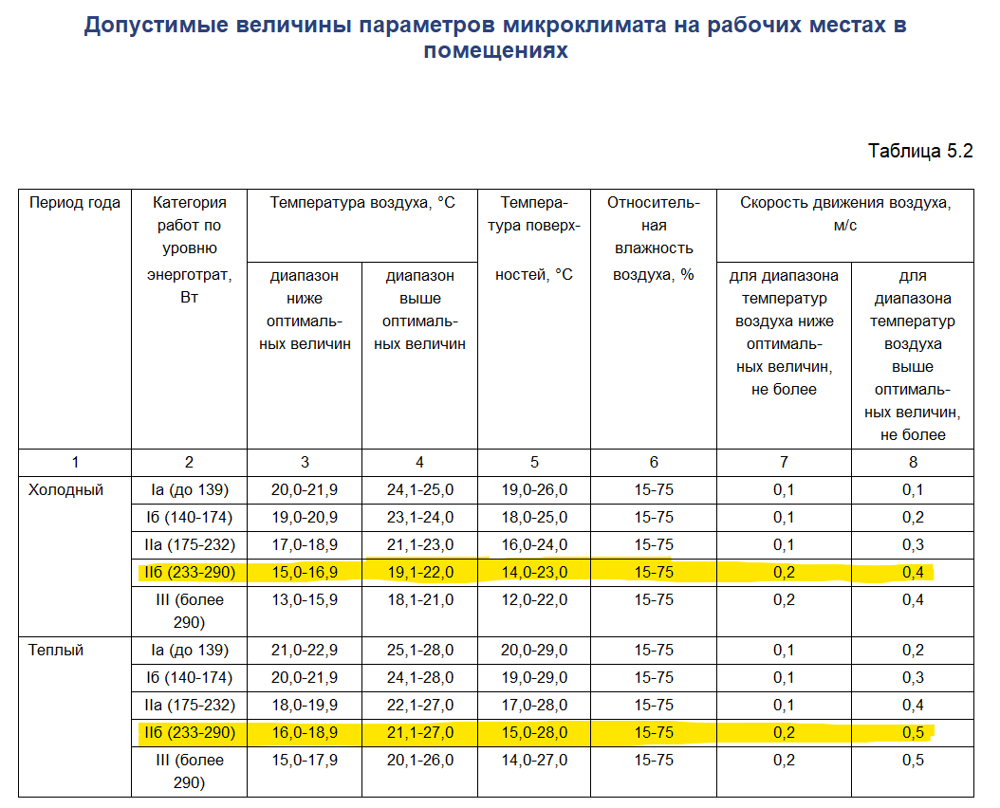 Допустимые величины параметров микроклимата на рабочих местах в
помещениях
Таблица 5.2
Период года
Категория
работ по
уровню
энерготрат,
Вт
Температура воздуха, °С
Темпера-
тура поверх-
ностей, °С
Относитель-
ная
влажность
воздуха, %
Скорость движения воздуха,
м/с
диапазон
ниже
оптималь-
ных величин
диапазон
выше
оптималь-
ных величин
для диапазона
температур
воздуха ниже
оптималь-
ных величин,
не более
для
диапазона
температур
воздуха
выше
оптималь-
ных величин,
не более
1 2 3 4 5 6 7 8
Холодный Iа (до 139) 20,0-21,9 24,1-25,0 19,0-26,0 15-75 0,1 0,1
Iб (140-174) 19,0-20,9 23,1-24,0 18,0-25,0 15-75 0,1 0,2
IIа (175-232) 17,0-18,9 21,1-23,0 16,0-24,0 15-75 0,1 0,3
IIб (233-290) 15,0-16,9 19,1-22,0 14,0-23,0 15-75 0,2 0,4
III (более 13,0-15,9 18,1-21,0 12,0-22,0 15-75 0,2 0,4
290)
Теплый Iа (до 139) 21,0-22,9 25,1-28,0 20,0-29,0 15-75 0,1 0,2
Iб (140-174) 20,0-21,9 24,1-28,0 19,0-29,0 15-75 0,1 0,3
IIа (175-232) 18,0-19,9 22,1-27,0 17,0-28,0 15-75 0,1 0,4
IIб (233-290) 16,0-18,9 21,1-27,0 15,0-28,0 15-75 0,2 0,5
III (более 15,0-17,9 20,1-26,0 14,0-27,0 15-75 0,2 0,5
290)